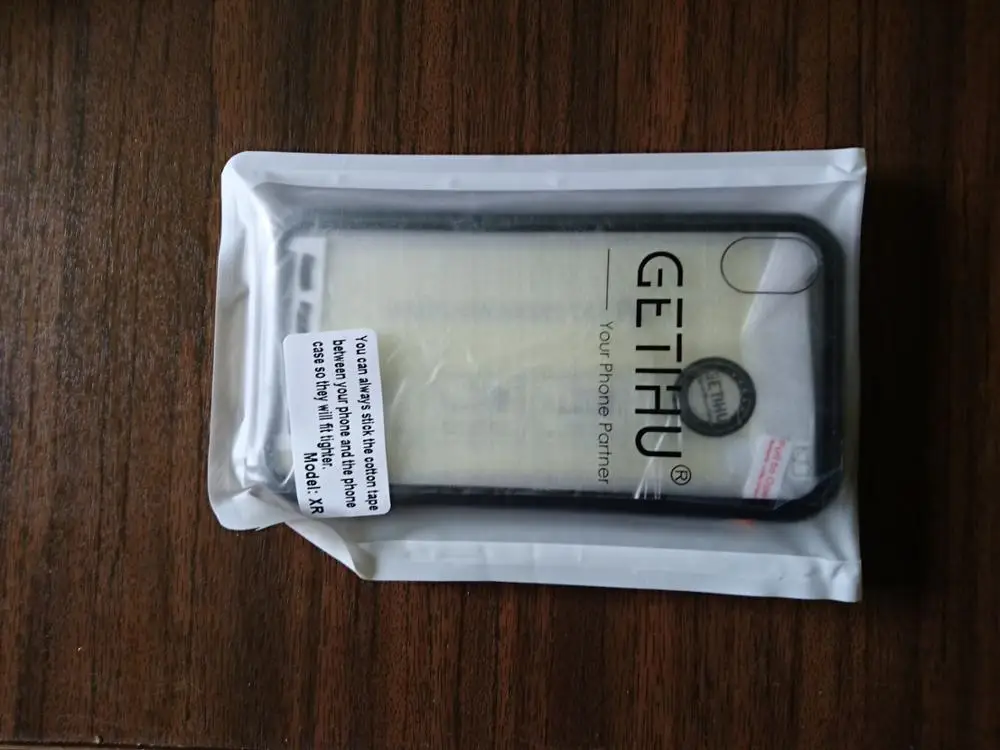 GETIHU®
Your Phone Partner
GETIHU
You can always stick the cotton tape
between your phone and the phone
case so they will fit tighter.
Model: XR